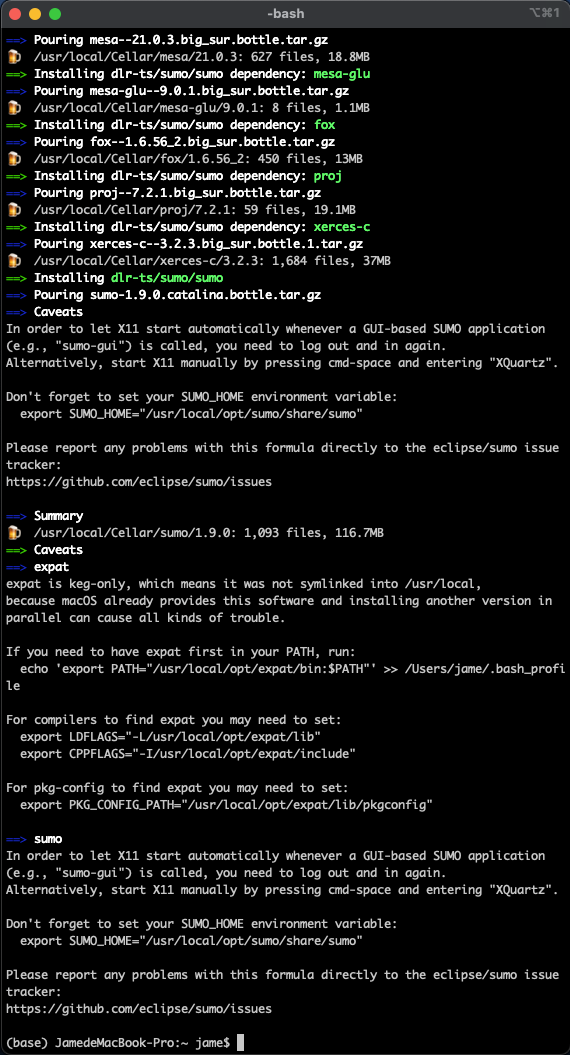 -bash
⌥⌘1
==> Pouring mesa--21.0.3.big_sur.bottle.tar.gz
🍺  /usr/local/Cellar/mesa/21.0.3: 627 files, 18.8MB
==> Installing dlr-ts/sumo/sumo dependency: mesa-glu
==> Pouring mesa-glu--9.0.1.big_sur.bottle.tar.gz
🍺  /usr/local/Cellar/mesa-glu/9.0.1: 8 files, 1.1MB
==> Installing dlr-ts/sumo/sumo dependency: fox
==> Pouring fox--1.6.56_2.big_sur.bottle.tar.gz
🍺  /usr/local/Cellar/fox/1.6.56_2: 450 files, 13MB
==> Installing dlr-ts/sumo/sumo dependency: proj
==> Pouring proj--7.2.1.big_sur.bottle.tar.gz
🍺  /usr/local/Cellar/proj/7.2.1: 59 files, 19.1MB
==> Installing dlr-ts/sumo/sumo dependency: xerces-c
==> Pouring xerces-c--3.2.3.big_sur.bottle.1.tar.gz
🍺  /usr/local/Cellar/xerces-c/3.2.3: 1,684 files, 37MB
==> Installing dlr-ts/sumo/sumo
==> Pouring sumo-1.9.0.catalina.bottle.tar.gz
==> Caveats
In order to let X11 start automatically whenever a GUI-based SUMO application
(e.g., "sumo-gui") is called, you need to log out and in again.
Alternatively, start X11 manually by pressing cmd-space and entering "XQuartz".

Don't forget to set your SUMO_HOME environment variable:
  export SUMO_HOME="/usr/local/opt/sumo/share/sumo"

Please report any problems with this formula directly to the eclipse/sumo issue
tracker:
https://github.com/eclipse/sumo/issues

==> Summary
🍺  /usr/local/Cellar/sumo/1.9.0: 1,093 files, 116.7MB
==> Caveats
==> expat
expat is keg-only, which means it was not symlinked into /usr/local,
because macOS already provides this software and installing another version in
parallel can cause all kinds of trouble.

If you need to have expat first in your PATH, run:
  echo 'export PATH="/usr/local/opt/expat/bin:$PATH"' >> /Users/jame/.bash_profi
le

For compilers to find expat you may need to set:
  export LDFLAGS="-L/usr/local/opt/expat/lib"
  export CPPFLAGS="-I/usr/local/opt/expat/include"

For pkg-config to find expat you may need to set:
  export PKG_CONFIG_PATH="/usr/local/opt/expat/lib/pkgconfig"

==> sumo
In order to let X11 start automatically whenever a GUI-based SUMO application
(e.g., "sumo-gui") is called, you need to log out and in again.
Alternatively, start X11 manually by pressing cmd-space and entering "XQuartz".

Don't forget to set your SUMO_HOME environment variable:
  export SUMO_HOME="/usr/local/opt/sumo/share/sumo"

Please report any problems with this formula directly to the eclipse/sumo issue
tracker:
https://github.com/eclipse/sumo/issues

(base) JamedeMacBook-Pro:~ jame$